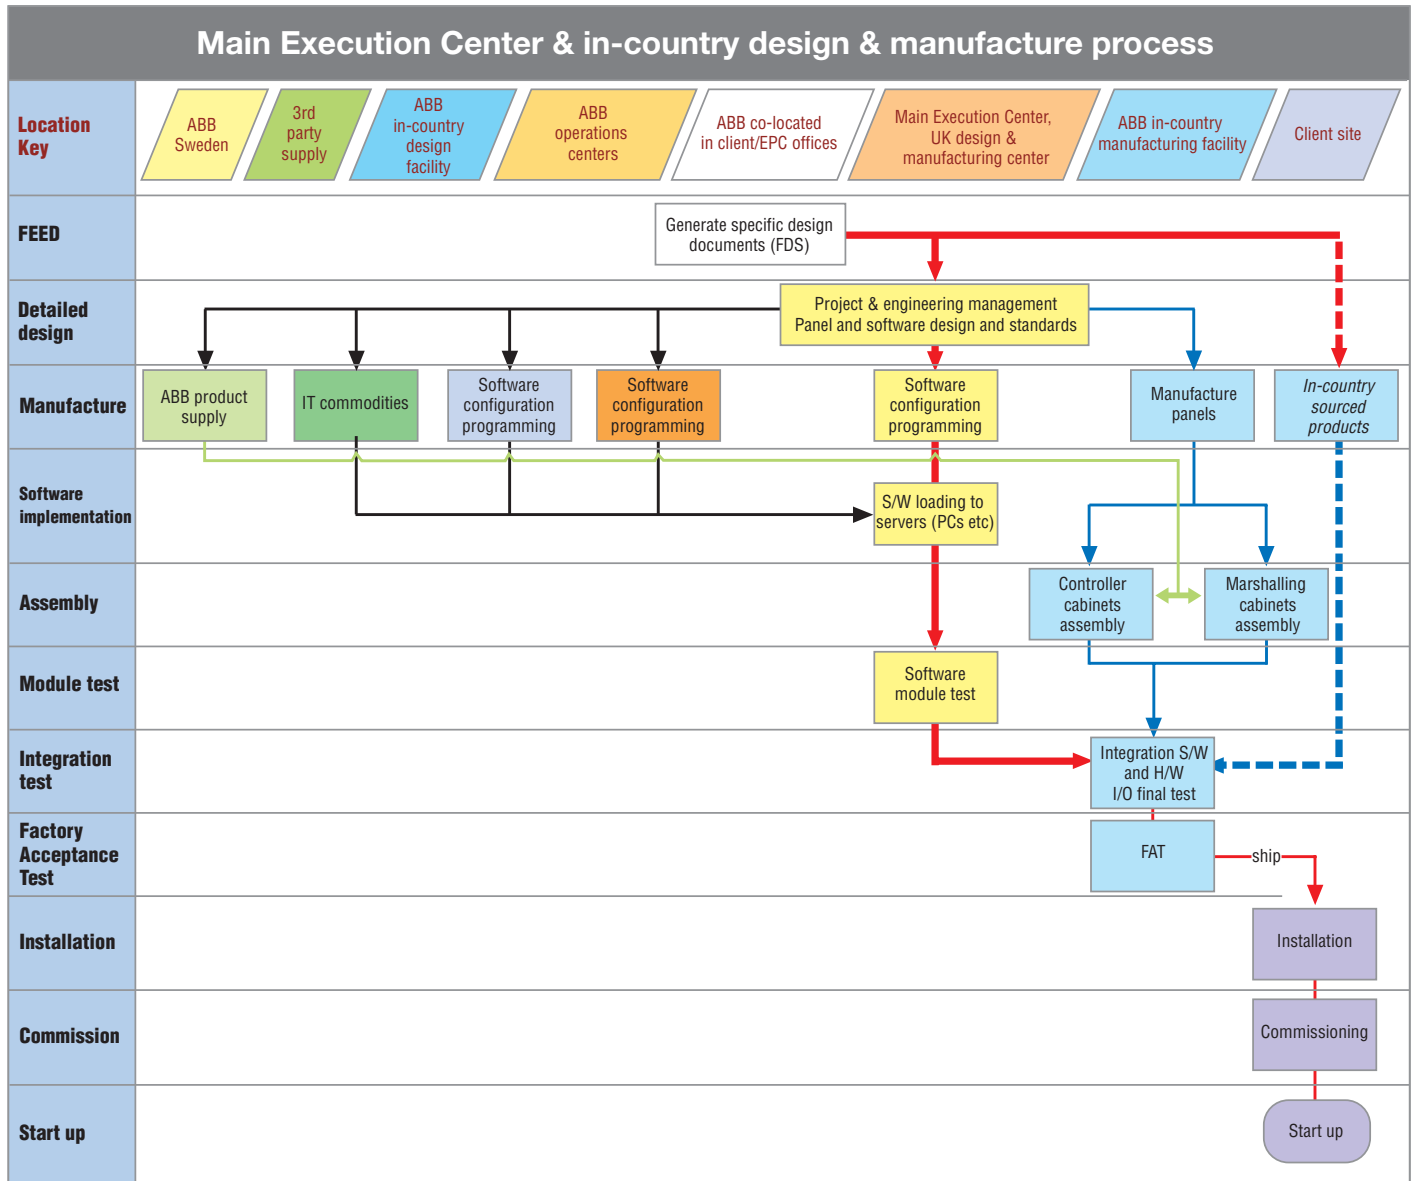 Main Execution Center & in-country design & manufacture process
Location
Key
ABB
Sweden
3rd
party
supply
ABB
in-country
design
facility
ABB
operations
centers
ABB co-located
in client/EPC offices
Main Execution Center,
UK design &
manufacturing center
ABB in-country
manufacturing facility
Client site
FEED
Generate specific design
documents (FDS)
Detailed
design
Project & engineering management
Panel and software design and standards
Manufacture
ABB product
supply
IT commodities
Software
configuration
programming
Software
configuration
programming
Software
configuration
programming
Manufacture
panels
In-country
sourced
products
Software
implementation
S/W loading to
servers (PCs etc)
Assembly
Controller
cabinets
assembly
Marshalling
cabinets
assembly
Module test
Software
module test
Integration
test
Integration S/W
and H/W
I/O final test
Factory
Acceptance
Test
FAT
ship
Installation
Installation
Commission
Commissioning
Start up
Start up